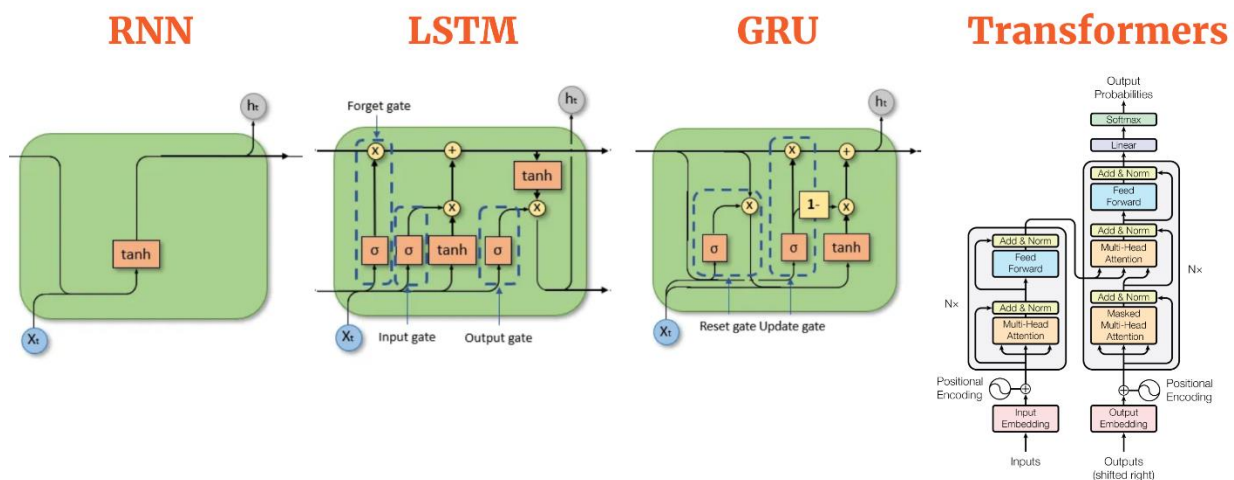 RNN
LSTM
GRU
Transformers
hₜ
tanh
Xₜ
Forget gate
hₜ
x
+
tanh
x
x
σ
σ
tanh
σ
Xₜ
Input gate
Output gate
hₜ
x
+
x
1-
x
σ
σ
tanh
Xₜ
Reset gate
Update gate
Output
Probabilities
Softmax
Linear
Add & Norm
Feed
Forward
Add & Norm
Multi-Head
Attention
Nx
Add & Norm
Masked
Multi-Head
Attention
Add & Norm
Feed
Forward
Nx
Add & Norm
Multi-Head
Attention
Positional
Encoding
+
+
Positional
Encoding
Input
Embedding
Output
Embedding
Inputs
Outputs
(shifted right)